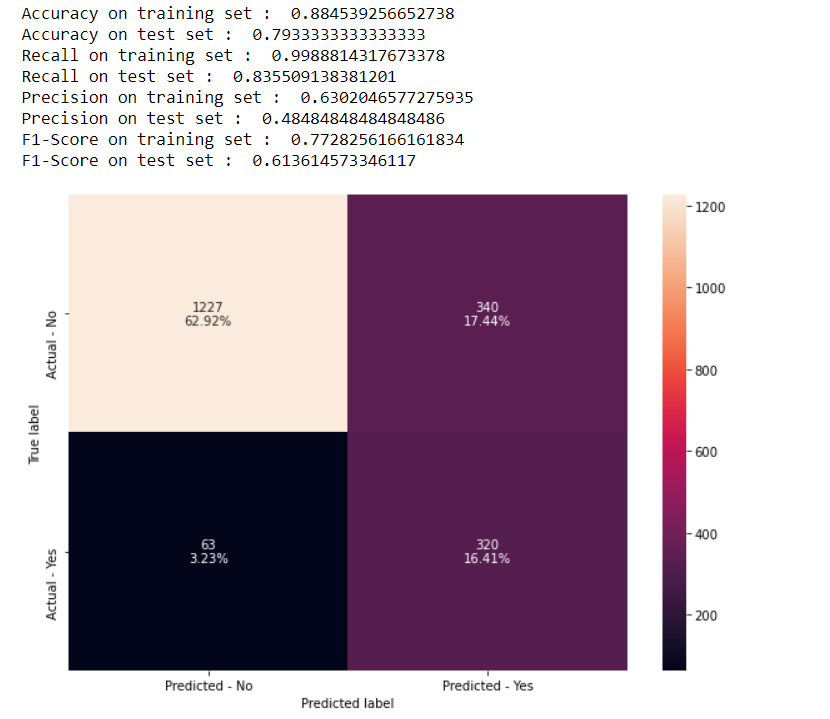 Accuracy on training set :  0.884539256652738
Accuracy on test set :  0.7933333333333333
Recall on training set :  0.9988814317673378
Recall on test set :  0.835509138381201
Precision on training set :  0.6302046577275935
Precision on test set :  0.48484848484848486
F1-Score on training set :  0.7728256166161834
F1-Score on test set :  0.613614573346117
1227
62.92%
340
17.44%
63
3.23%
320
16.41%
Actual - No
Actual - Yes
True label
Predicted - No
Predicted - Yes
Predicted label
1200
1000
800
600
400
200